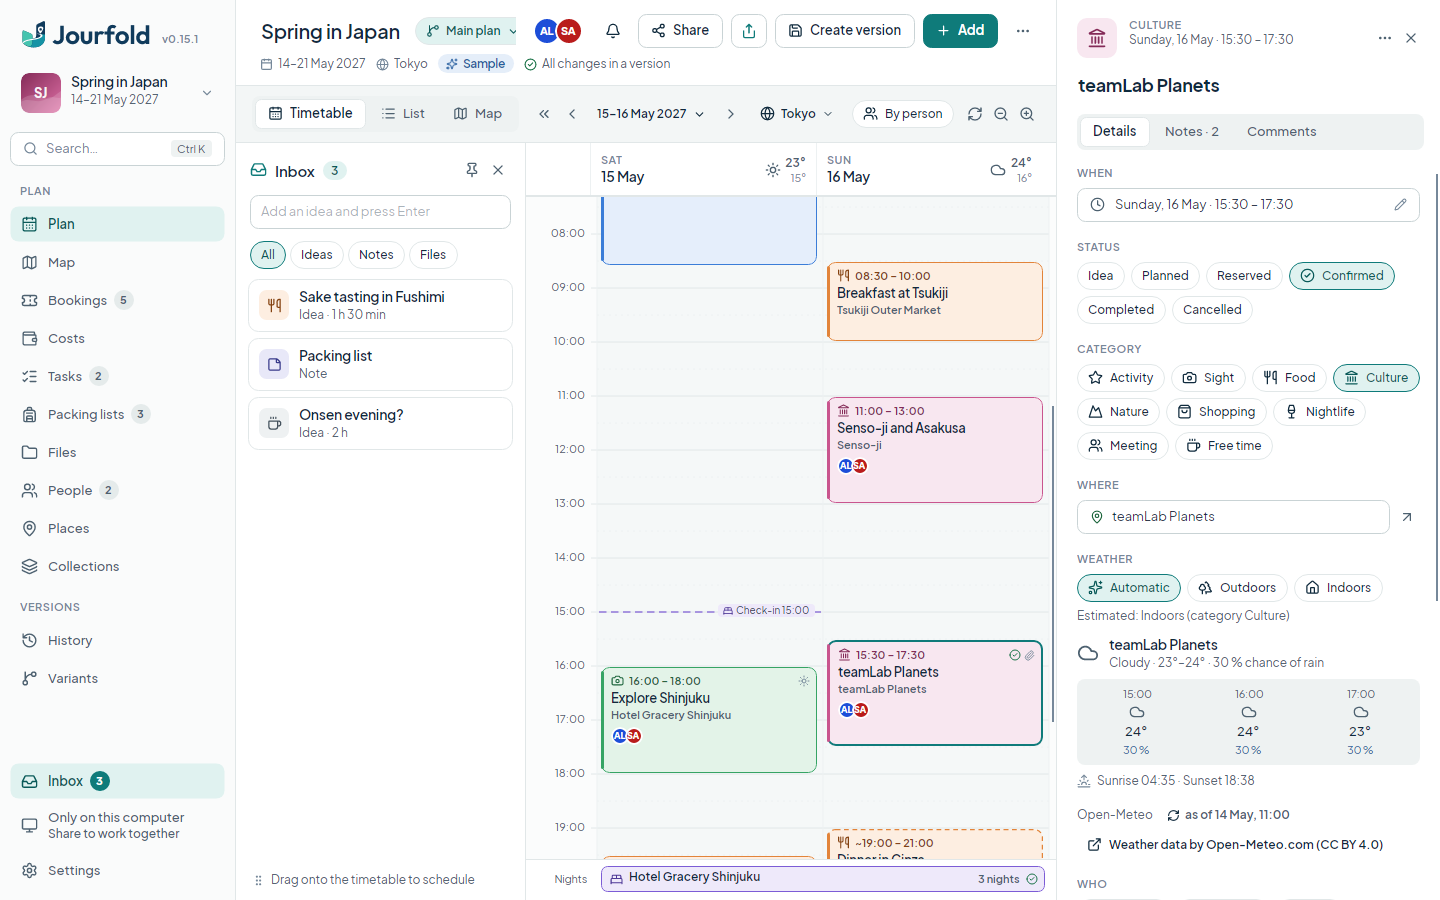 Jourfold v0.15.1
SJ
Spring in Japan
14–21 May 2027
Search...
Ctrl K
PLAN
Plan
Map
Bookings 5
Costs
Tasks 2
Packing lists 3
Files
People 2
Places
Collections
VERSIONS
History
Variants
Inbox 3
Only on this computer
Share to work together
Settings
Spring in Japan
Main plan
AL SA
Share
Create version
Add
14–21 May 2027
Tokyo
Sample
All changes in a version
Timetable
List
Map
15–16 May 2027
Tokyo
By person
Inbox 3
Add an idea and press Enter
All
Ideas
Notes
Files
Sake tasting in Fushimi
Idea · 1 h 30 min
Packing list
Note
Onsen evening?
Idea · 2 h
Drag onto the timetable to schedule
SAT
15 May
23°
15°
SUN
16 May
24°
16°
08:00
09:00
10:00
11:00
12:00
13:00
14:00
15:00
16:00
17:00
18:00
19:00
Check-in 15:00
16:00 – 18:00
Explore Shinjuku
Hotel Gracery Shinjuku
AL SA
08:30 – 10:00
Breakfast at Tsukiji
Tsukiji Outer Market
11:00 – 13:00
Senso-ji and Asakusa
Senso-ji
AL SA
15:30 – 17:30
teamLab Planets
teamLab Planets
AL SA
~19:00 – 21:00
Dinner in Ginza
Nights
Hotel Gracery Shinjuku
3 nights
CULTURE
Sunday, 16 May · 15:30 – 17:30
teamLab Planets
Details
Notes · 2
Comments
WHEN
Sunday, 16 May · 15:30 – 17:30
STATUS
Idea
Planned
Reserved
Confirmed
Completed
Cancelled
CATEGORY
Activity
Sight
Food
Culture
Nature
Shopping
Nightlife
Meeting
Free time
WHERE
teamLab Planets
WEATHER
Automatic
Outdoors
Indoors
Estimated: Indoors (category Culture)
teamLab Planets
Cloudy · 23°–24° · 30 % chance of rain
15:00 16:00 17:00
24° 24° 23°
30 % 30 % 30 %
Sunrise 04:35 · Sunset 18:38
Open-Meteo
as of 14 May, 11:00
Weather data by Open-Meteo.com (CC BY 4.0)
WHO